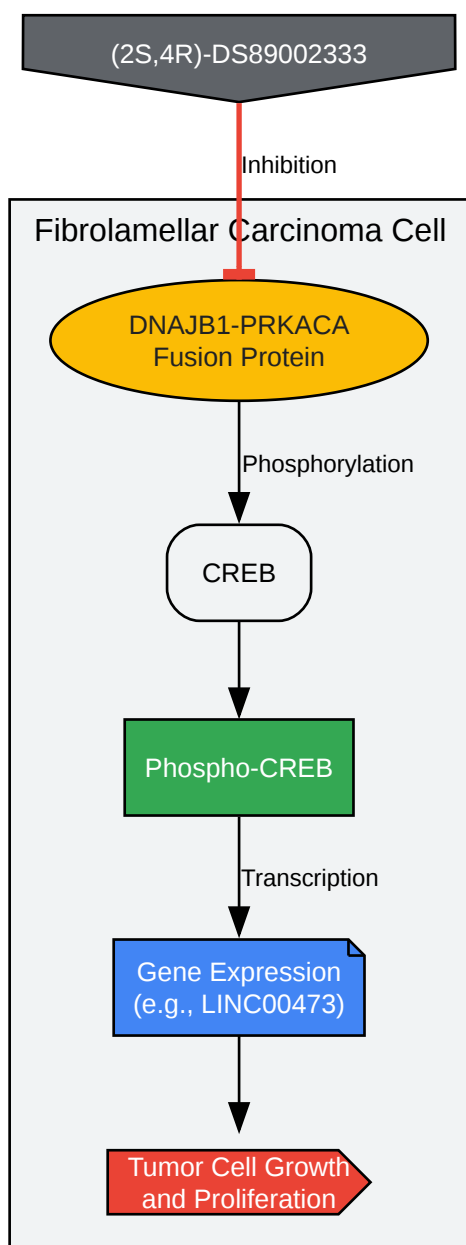 (2S,4R)-DS89002333
Inhibition
Fibrolamellar Carcinoma Cell
DNAJB1-PRKACA
Fusion Protein
Phosphorylation
CREB
Phospho-CREB
Transcription
Gene Expression
(e.g., LINC00473)
Tumor Cell Growth
and Proliferation